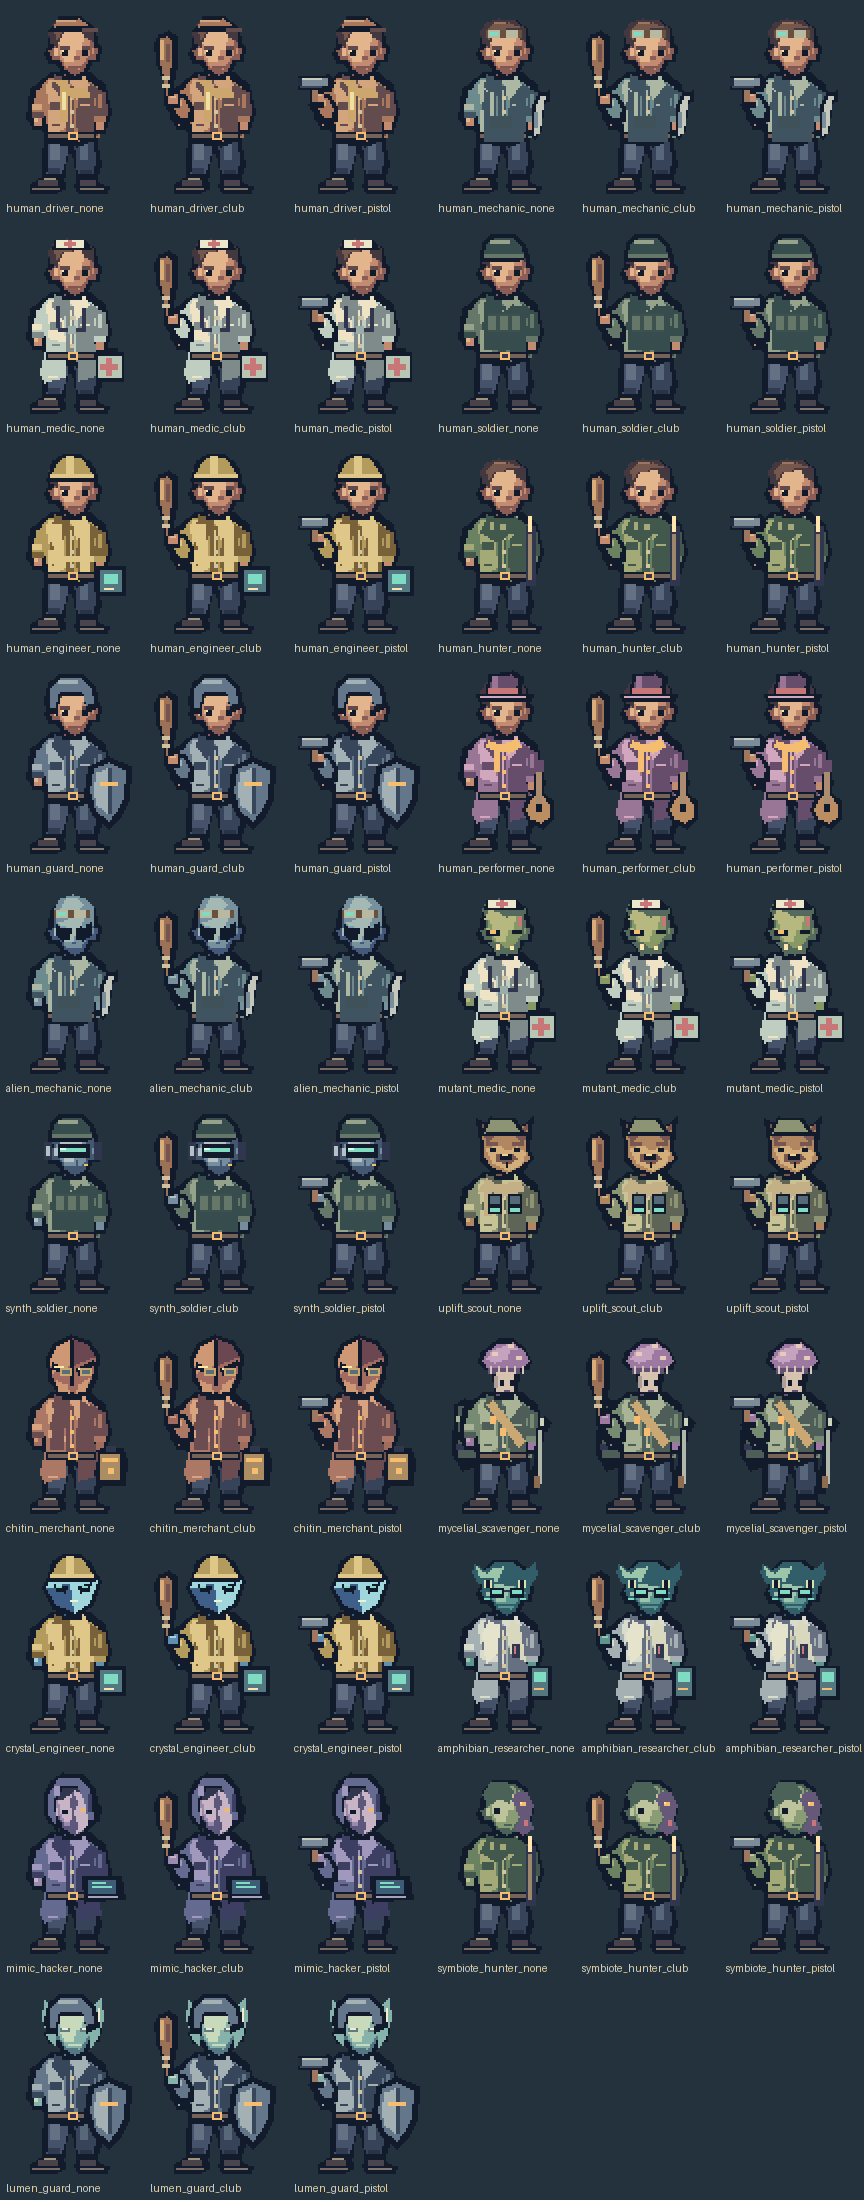 human_driver_none human_driver_club human_driver_pistol human_mechanic_none human_mechanic_club human_mechanic_pistol
human_medic_none human_medic_club human_medic_pistol human_soldier_none human_soldier_club human_soldier_pistol
human_engineer_none human_engineer_club human_engineer_pistol human_hunter_none human_hunter_club human_hunter_pistol
human_guard_none human_guard_club human_guard_pistol human_performer_none human_performer_club human_performer_pistol
alien_mechanic_none alien_mechanic_club alien_mechanic_pistol mutant_medic_none mutant_medic_club mutant_medic_pistol
synth_soldier_none synth_soldier_club synth_soldier_pistol uplift_scout_none uplift_scout_club uplift_scout_pistol
chitin_merchant_none chitin_merchant_club chitin_merchant_pistol mycelial_scavenger_none mycelial_scavenger_club mycelial_scavenger_pistol
crystal_engineer_none crystal_engineer_club crystal_engineer_pistol amphibian_researcher_none amphibian_researcher_club amphibian_researcher_pistol
mimic_hacker_none mimic_hacker_club mimic_hacker_pistol symbiote_hunter_none symbiote_hunter_club symbiote_hunter_pistol
lumen_guard_none lumen_guard_club lumen_guard_pistol